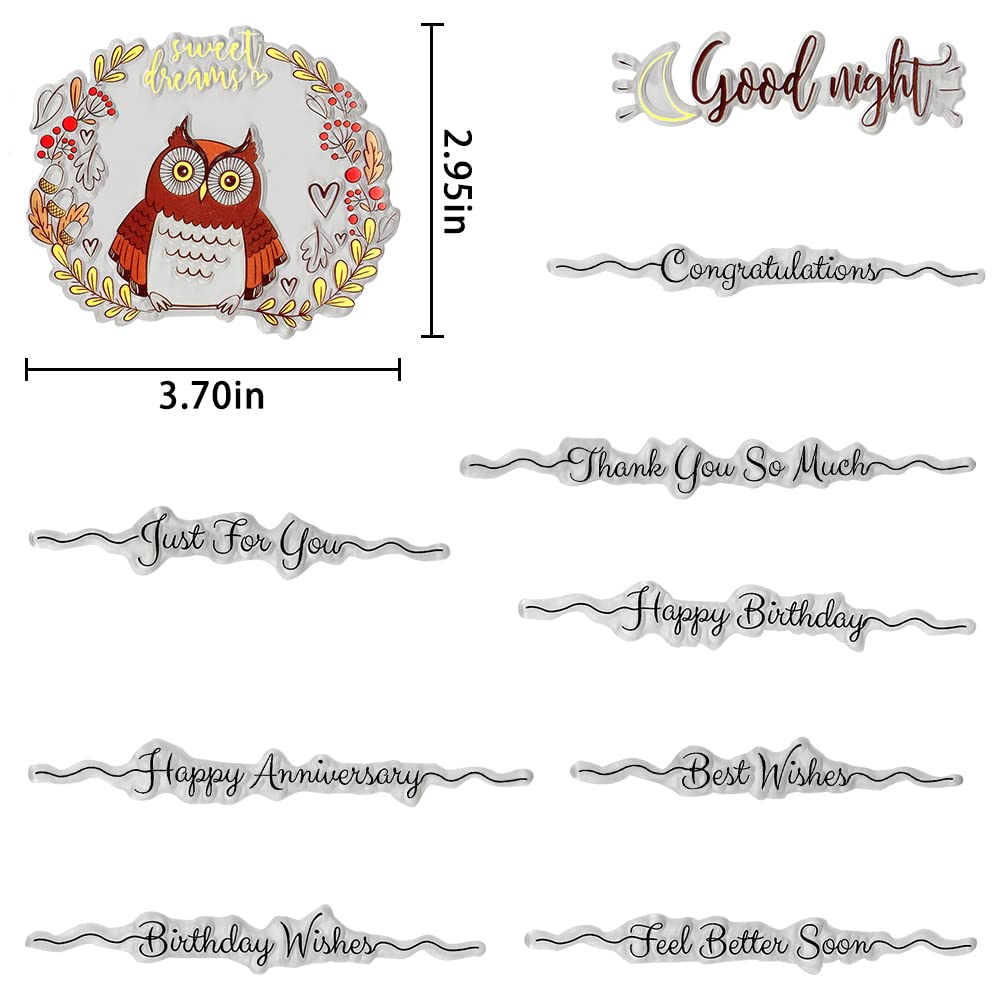 sweet
dreams
Good night
2.95in
Congratulations
3.70in
Thank You So Much
Just For You
Happy Birthday
Happy Anniversary
Best Wishes
Birthday Wishes
Feel Better Soon